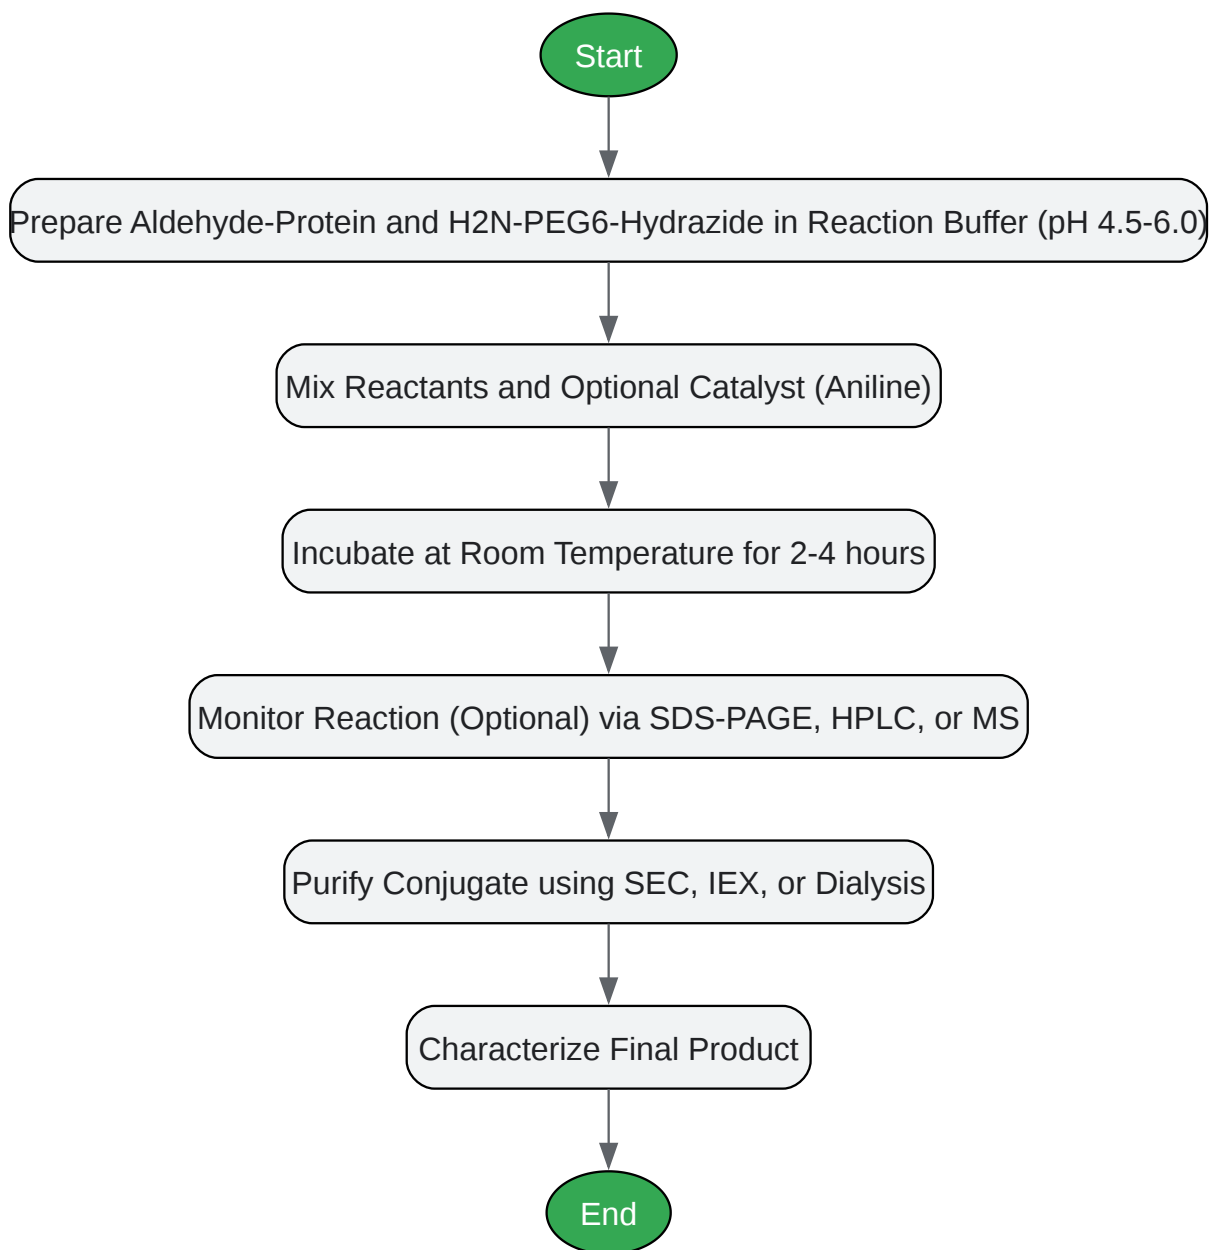 Start
Prepare Aldehyde-Protein and H2N-PEG6-Hydrazide in Reaction Buffer (pH 4.5-6.0)
Mix Reactants and Optional Catalyst (Aniline)
Incubate at Room Temperature for 2-4 hours
Monitor Reaction (Optional) via SDS-PAGE, HPLC, or MS
Purify Conjugate using SEC, IEX, or Dialysis
Characterize Final Product
End